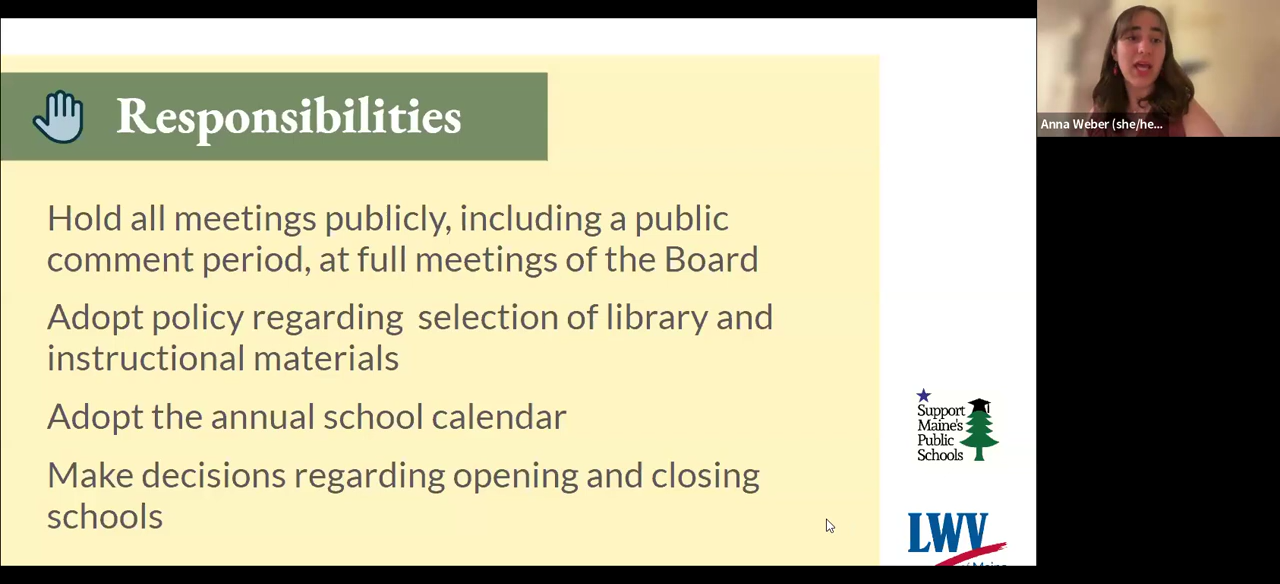 Responsibilities
Hold all meetings publicly, including a public
comment period, at full meetings of the Board
Adopt policy regarding  selection of library and
instructional materials
Adopt the annual school calendar
Make decisions regarding opening and closing
schools
Anna Weber (she/he...
Support
Maine's
Public
Schools
LWV